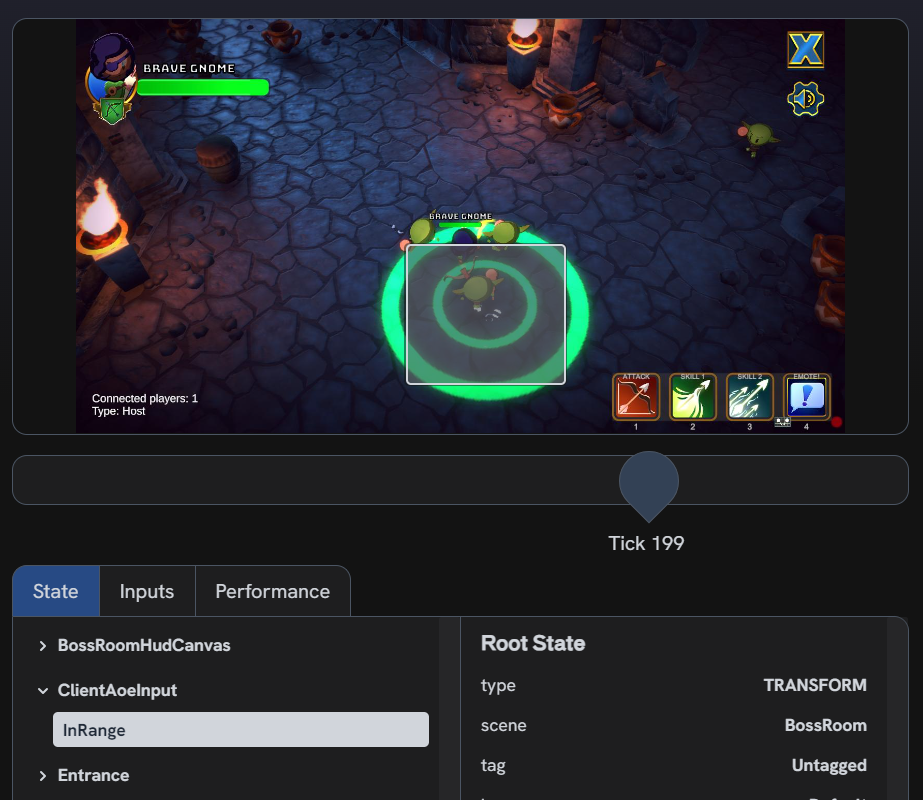 BRAVE GNOME
BRAVE GNOME
Connected players: 1
Type: Host
ATTACK SKILL 1 SKILL 2 EMOTE!
1 2 3 4
Tick 199
State Inputs Performance
BossRoomHudCanvas
ClientAoeInput
InRange
Entrance
Root State
type TRANSFORM
scene BossRoom
tag Untagged